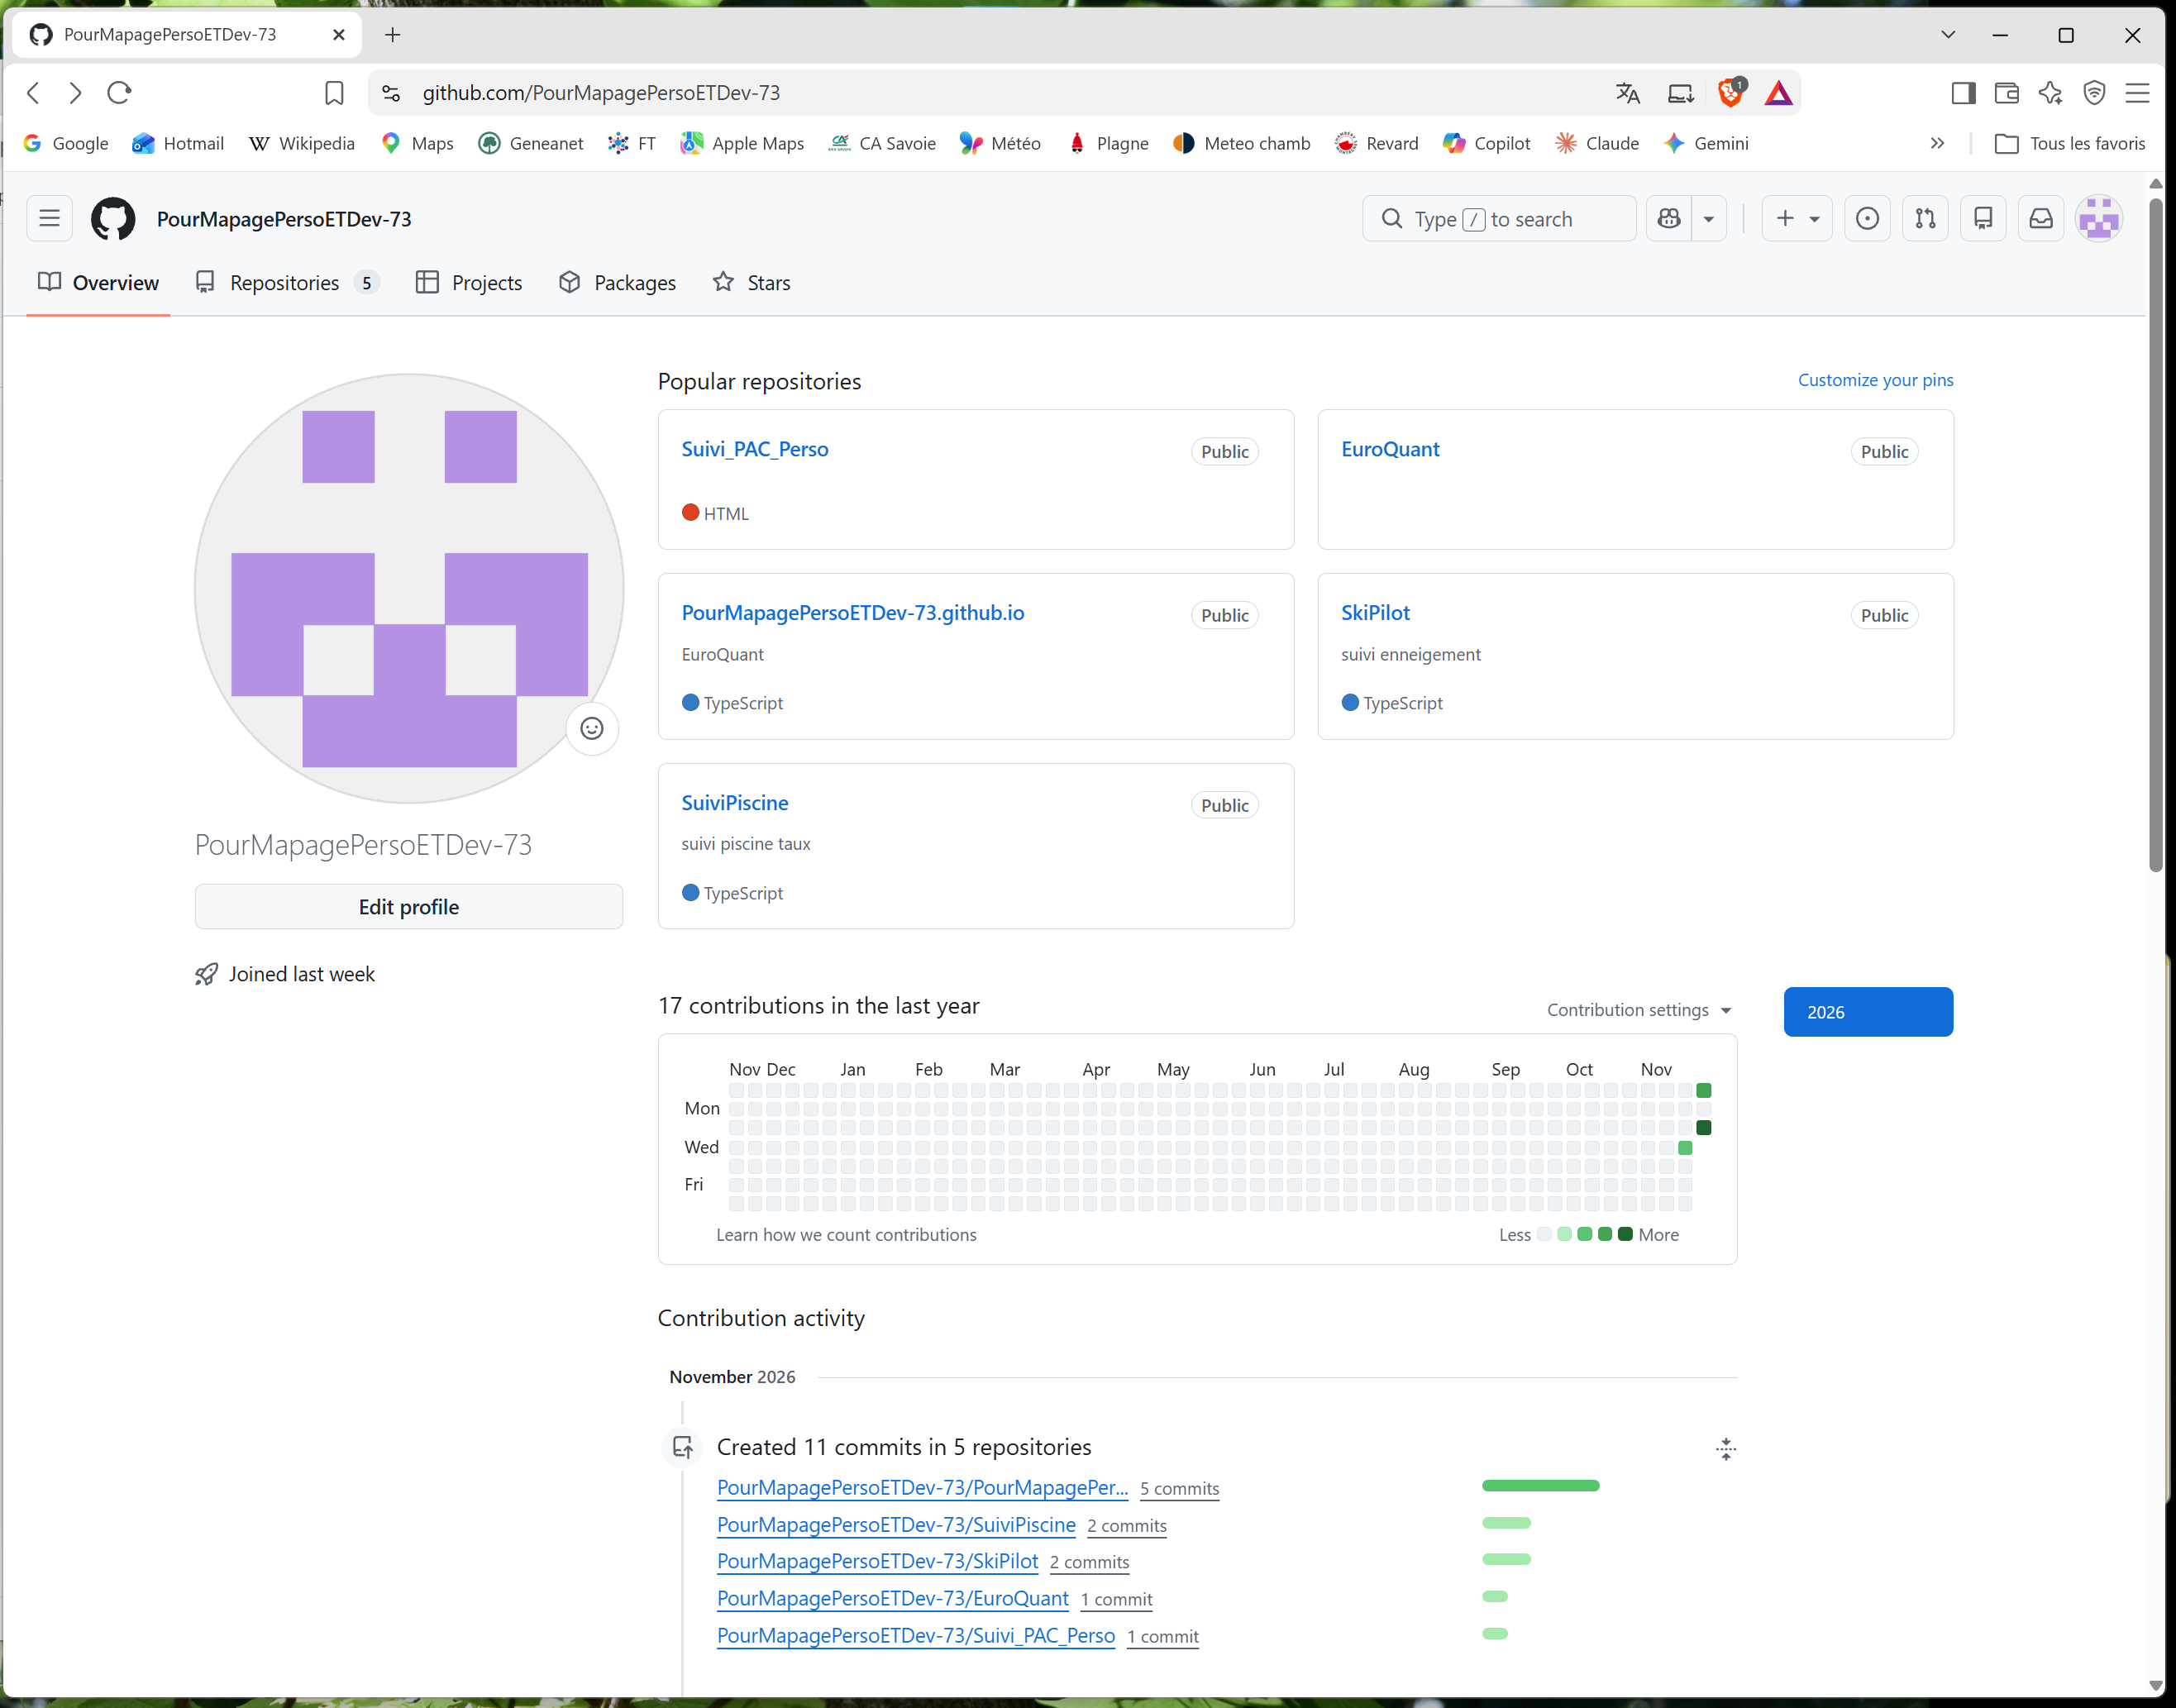 PourMapagePersoETDev-73
github.com/PourMapagePersoETDev-73
1
Google Hotmail Wikipedia Maps Geneanet FT Apple Maps CA Savoie Météo Plagne Meteo chamb Revard Copilot Claude Gemini » Tous les favoris
PourMapagePersoETDev-73
Type / to search
Overview Repositories 5 Projects Packages Stars
Popular repositories
Customize your pins
Suivi_PAC_Perso Public
HTML
EuroQuant Public
PourMapagePersoETDev-73.github.io Public
EuroQuant
TypeScript
SkiPilot Public
suivi enneigement
TypeScript
SuiviPiscine Public
suivi piscine taux
TypeScript
PourMapagePersoETDev-73
Edit profile
Joined last week
17 contributions in the last year
Contribution settings
2026
Nov Dec Jan Feb Mar Apr May Jun Jul Aug Sep Oct Nov
Mon
Wed
Fri
Learn how we count contributions
Less More
Contribution activity
November 2026
Created 11 commits in 5 repositories
PourMapagePersoETDev-73/PourMapagePer... 5 commits
PourMapagePersoETDev-73/SuiviPiscine 2 commits
PourMapagePersoETDev-73/SkiPilot 2 commits
PourMapagePersoETDev-73/EuroQuant 1 commit
PourMapagePersoETDev-73/Suivi_PAC_Perso 1 commit